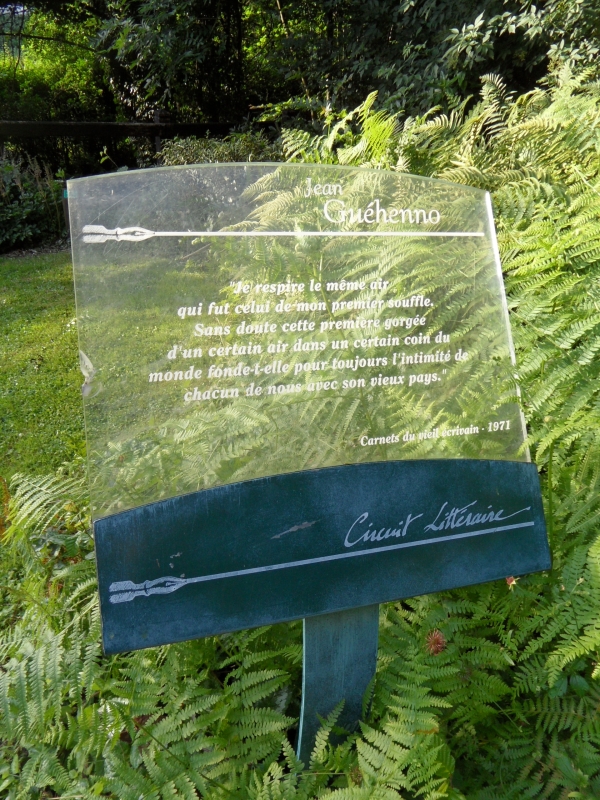 Jean
Guéhenno
"Je respire le même air
qui fut celui de mon premier souffle.
Sans doute cette première gorgée
d'un certain air dans un certain coin du
monde fonde-t-elle pour toujours l'intimité de
chacun de nous avec son vieux pays."
Carnets du vieil écrivain - 1971
Circuit Littéraire